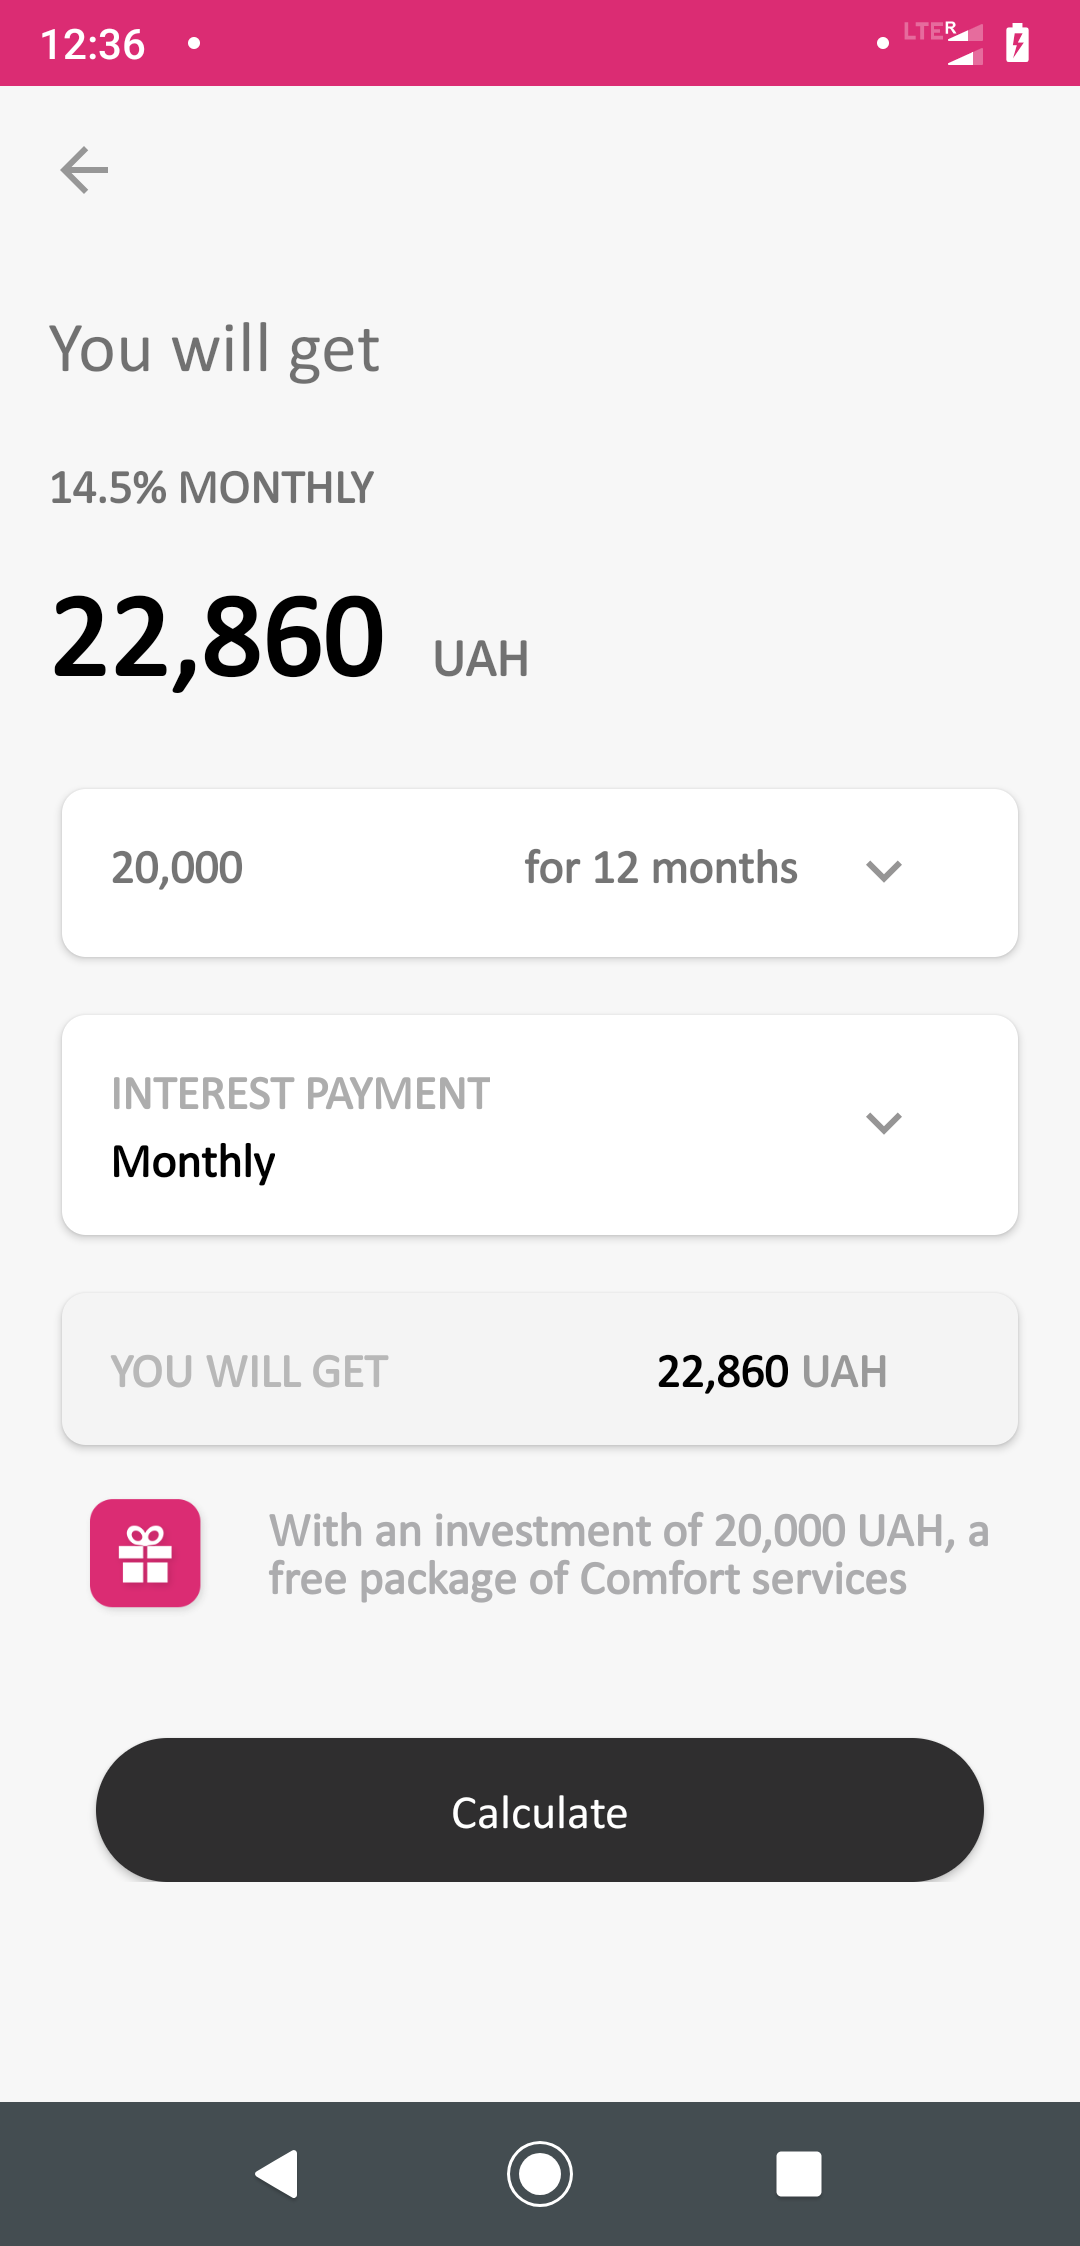 12:36
LTE R
You will get
14.5% MONTHLY
22,860 UAH
20,000 for 12 months
INTEREST PAYMENT
Monthly
YOU WILL GET 22,860 UAH
With an investment of 20,000 UAH, a
free package of Comfort services
Calculate